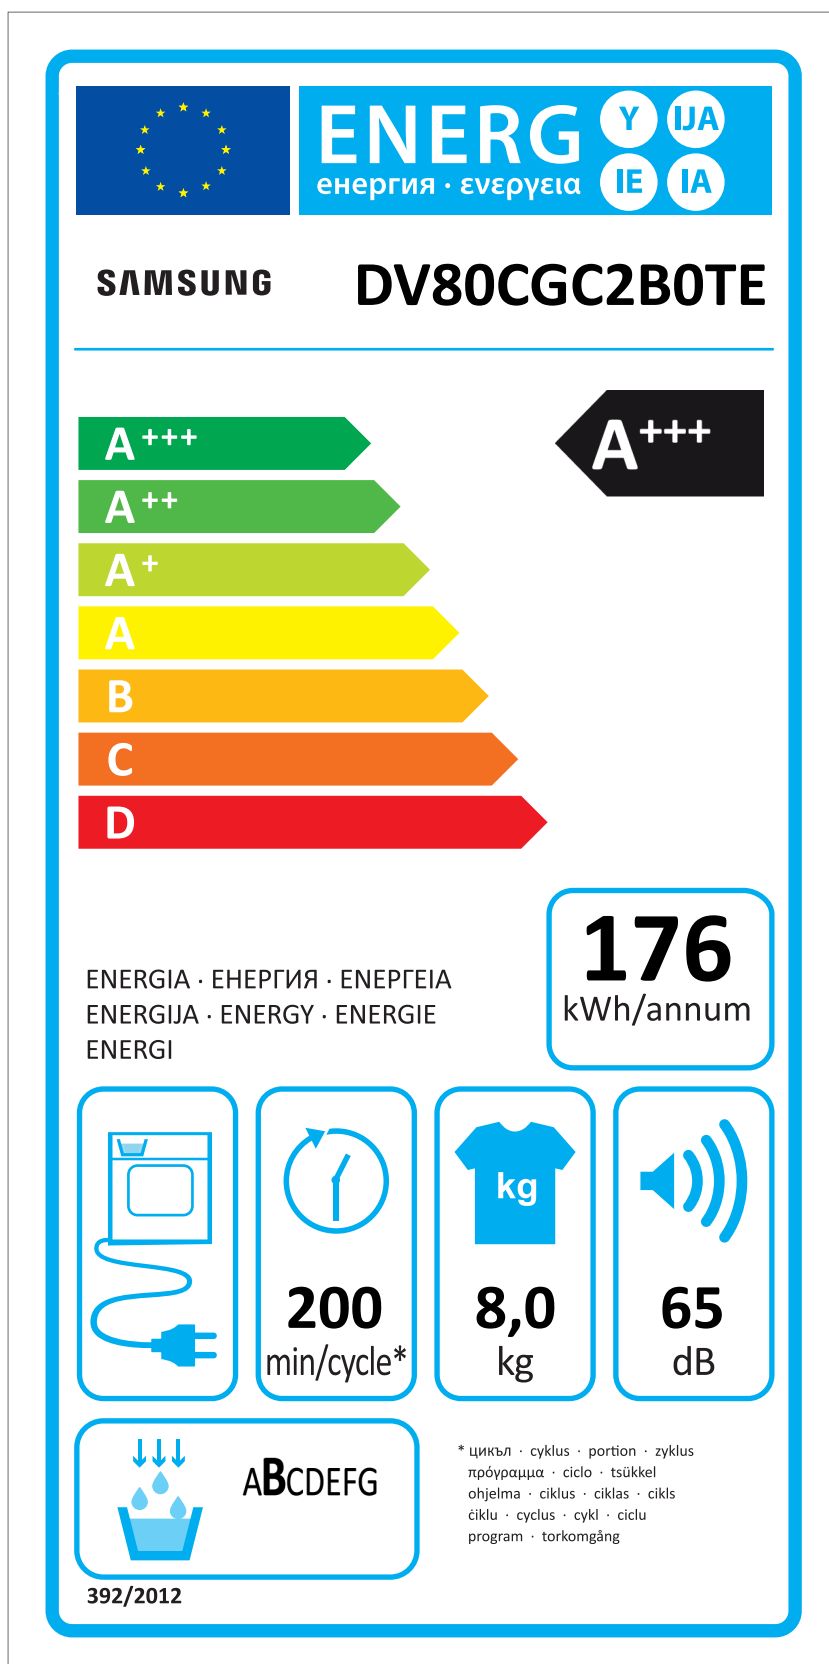 ENERG Y IJA
енергия · ενεργεια IE IA
SAMSUNG DV80CGC2B0TE
A+++ A+++
A++
A+
A
B
C
D
176
kWh/annum
ENERGIA · ЕНЕРГИЯ · ΕΝΕΡΓΕΙΑ
ENERGIJA · ENERGY · ENERGIE
ENERGI
kg
200 8,0 65
min/cycle* kg dB
ABCDEFG
* цикъл · cyklus · portion · zyklus
πρόγραμμα · ciclo · tsükkel
ohjelma · ciklus · ciklas · cikls
ċiklu · cyclus · cykl · ciclu
program · torkomgång
392/2012